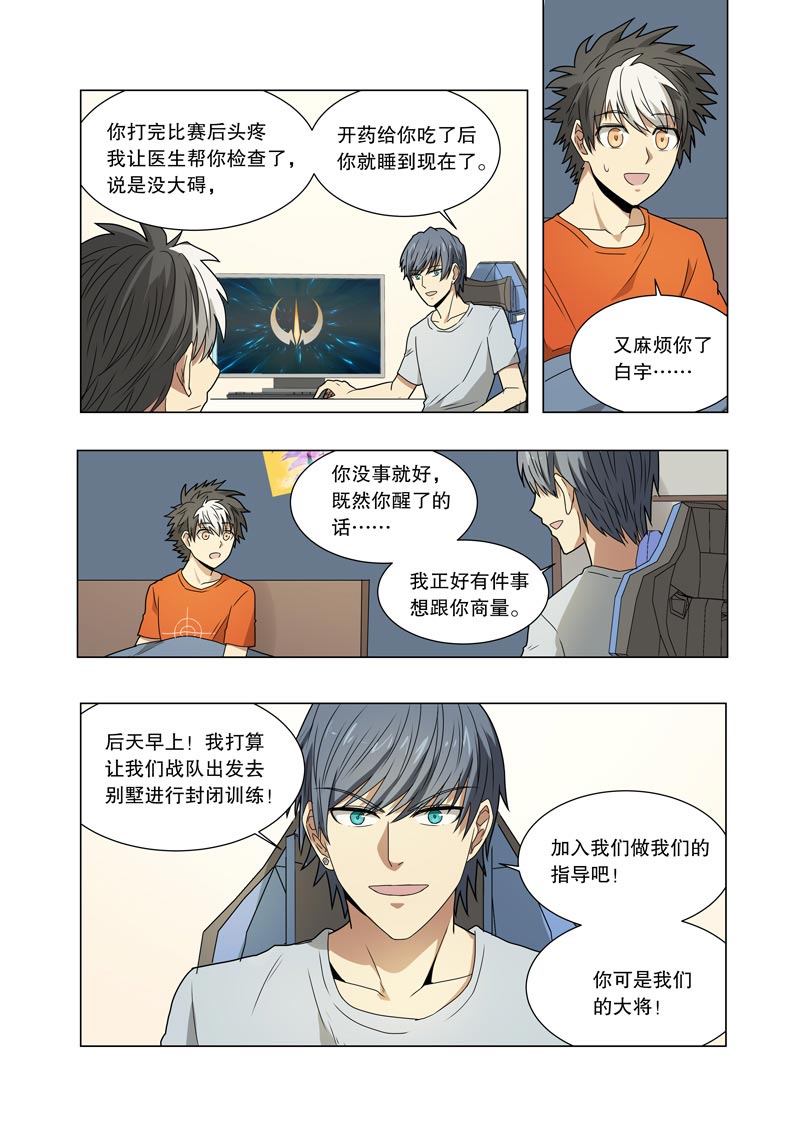 你打完比赛后头疼
我让医生帮你检查了，
说是没大碍，
开药给你吃了后
你就睡到现在了。
又麻烦你了
白宇……
你没事就好，
既然你醒了的
话……
我正好有件事
想跟你商量。
后天早上！我打算
让我们战队出发去
别墅进行封闭训练！
加入我们做我们的
指导吧！
你可是我们
的大将！